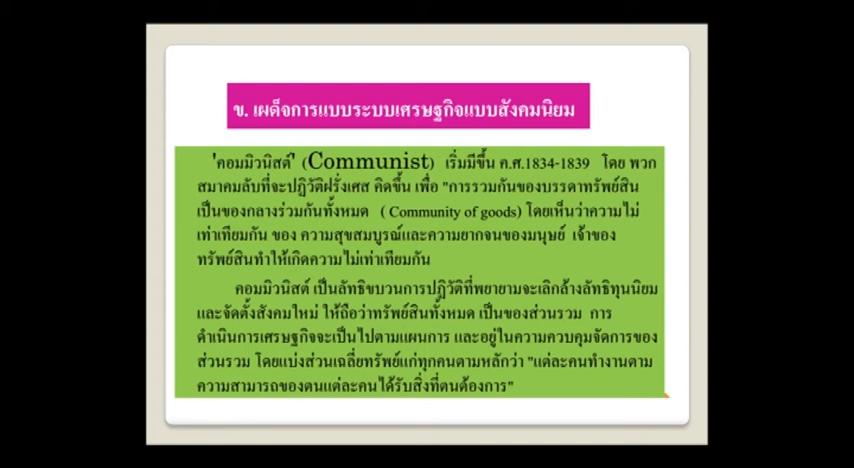 ข. เผด็จการแบบระบบเศรษฐกิจแบบสังคมนิยม
'คอมมิวนิสต์' (Communist) เริ่มมีขึ้น ค.ศ.1834-1839 โดย พวก
สมาคมลับที่จะปฏิวัติฝรั่งเศส คิดขึ้น เพื่อ "การรวมกันของบรรดาทรัพย์สิน
เป็นของกลางร่วมกันทั้งหมด ( Community of goods) โดยเห็นว่าความไม่
เท่าเทียมกัน ของ ความสุขสมบูรณ์และความยากจนของมนุษย์ เจ้าของ
ทรัพย์สินทำให้เกิดความไม่เท่าเทียมกัน
คอมมิวนิสต์ เป็นลัทธิขบวนการปฏิวัติที่พยายามจะเลิกล้างลัทธิทุนนิยม
และจัดตั้งสังคมใหม่ ให้ถือว่าทรัพย์สินทั้งหมด เป็นของส่วนรวม การ
ดำเนินการเศรษฐกิจจะเป็นไปตามแผนการ และอยู่ในความควบคุมจัดการของ
ส่วนรวม โดยแบ่งส่วนเฉลี่ยทรัพย์แก่ทุกคนตามหลักว่า "แต่ละคนทำงานตาม
ความสามารถของตนแต่ละคนได้รับสิ่งที่ตนต้องการ"